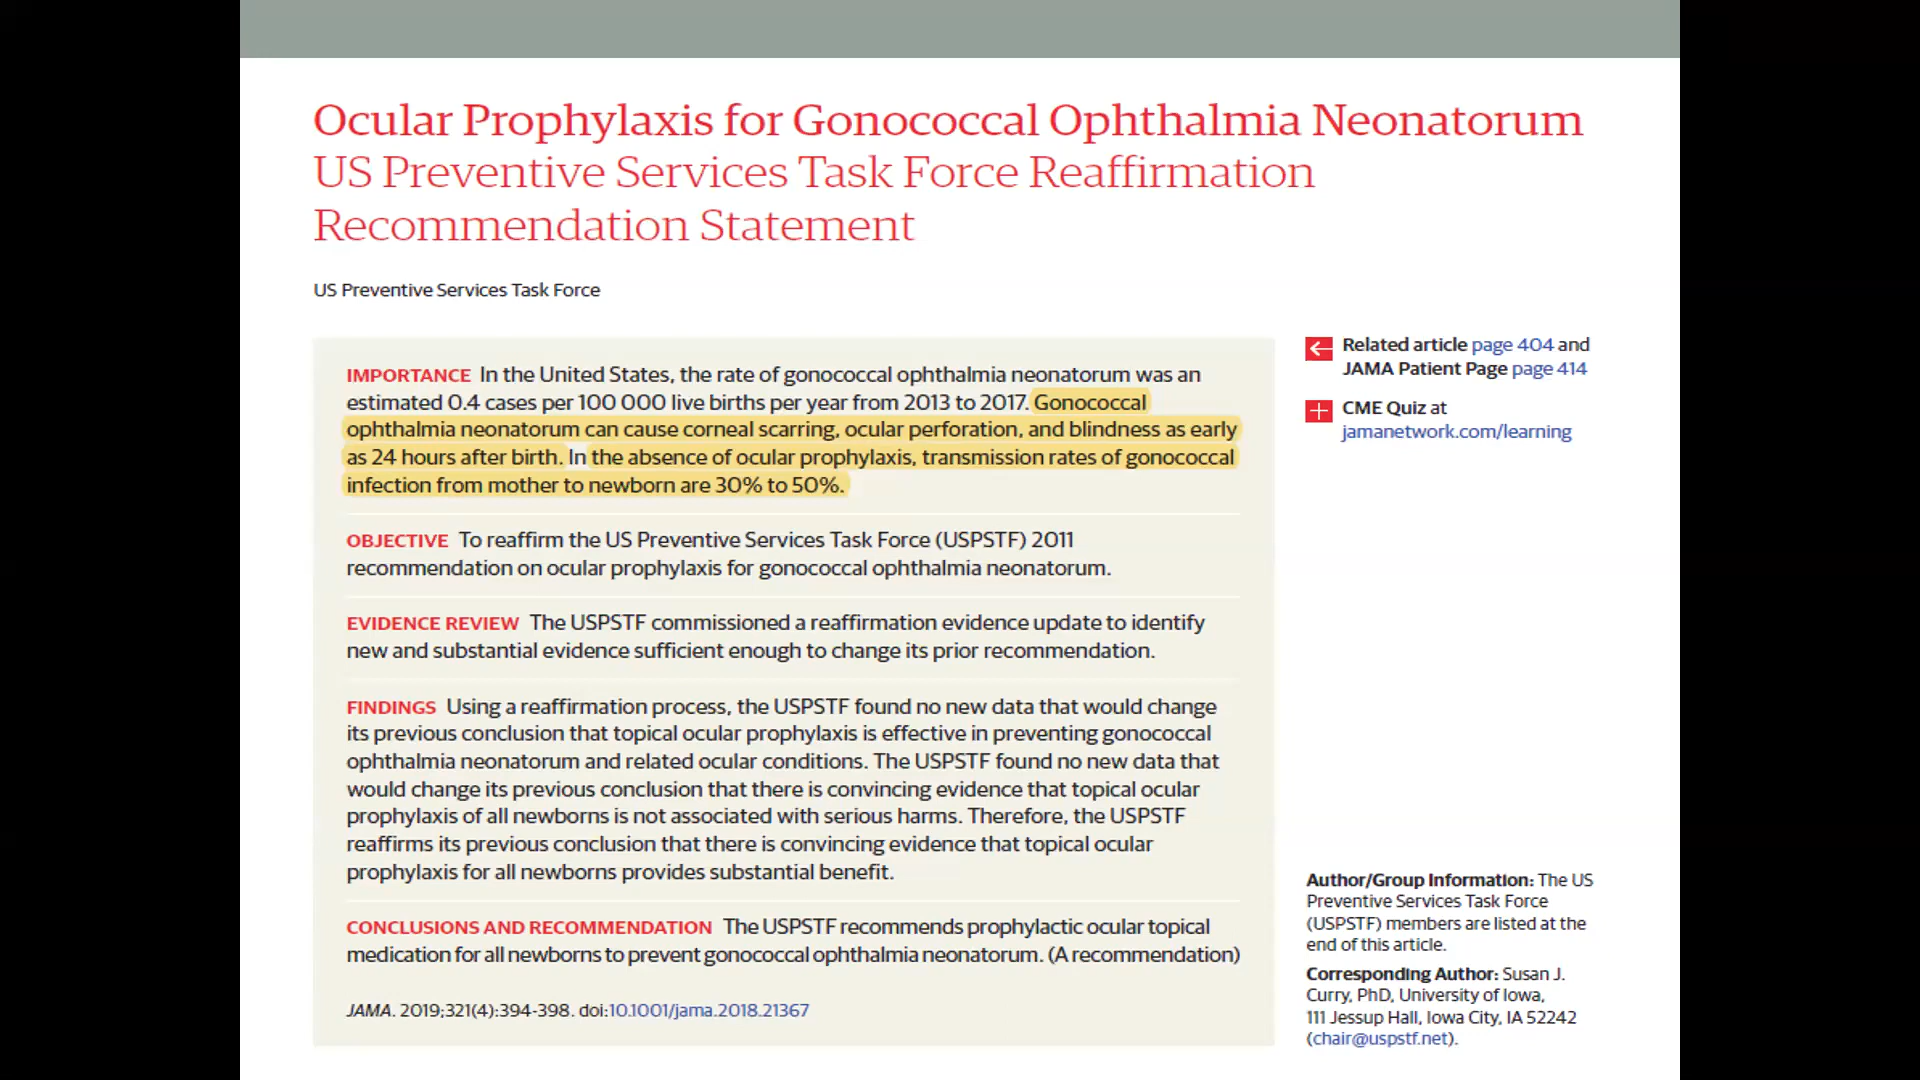 Ocular Prophylaxis for Gonococcal Ophthalmia Neonatorum
US Preventive Services Task Force Reaffirmation
Recommendation Statement
US Preventive Services Task Force
IMPORTANCE In the United States, the rate of gonococcal ophthalmia neonatorum was an
estimated 0.4 cases per 100 000 live births per year from 2013 to 2017. Gonococcal
ophthalmia neonatorum can cause corneal scarring, ocular perforation, and blindness as early
as 24 hours after birth. In the absence of ocular prophylaxis, transmission rates of gonococcal
infection from mother to newborn are 30% to 50%.
OBJECTIVE To reaffirm the US Preventive Services Task Force (USPSTF) 2011
recommendation on ocular prophylaxis for gonococcal ophthalmia neonatorum.
EVIDENCE REVIEW The USPSTF commissioned a reaffirmation evidence update to identify
new and substantial evidence sufficient enough to change its prior recommendation.
FINDINGS Using a reaffirmation process, the USPSTF found no new data that would change
its previous conclusion that topical ocular prophylaxis is effective in preventing gonococcal
ophthalmia neonatorum and related ocular conditions. The USPSTF found no new data that
would change its previous conclusion that there is convincing evidence that topical ocular
prophylaxis of all newborns is not associated with serious harms. Therefore, the USPSTF
reaffirms its previous conclusion that there is convincing evidence that topical ocular
prophylaxis for all newborns provides substantial benefit.
CONCLUSIONS AND RECOMMENDATION The USPSTF recommends prophylactic ocular topical
medication for all newborns to prevent gonococcal ophthalmia neonatorum. (A recommendation)
JAMA. 2019;321(4):394-398. doi:10.1001/jama.2018.21367
Related article page 404 and
JAMA Patient Page page 414
CME Quiz at
jamanetwork.com/learning
Author/Group Information: The US
Preventive Services Task Force
(USPSTF) members are listed at the
end of this article.
Corresponding Author: Susan J.
Curry, PhD, University of Iowa,
111 Jessup Hall, Iowa City, IA 52242
(chair@uspstf.net).